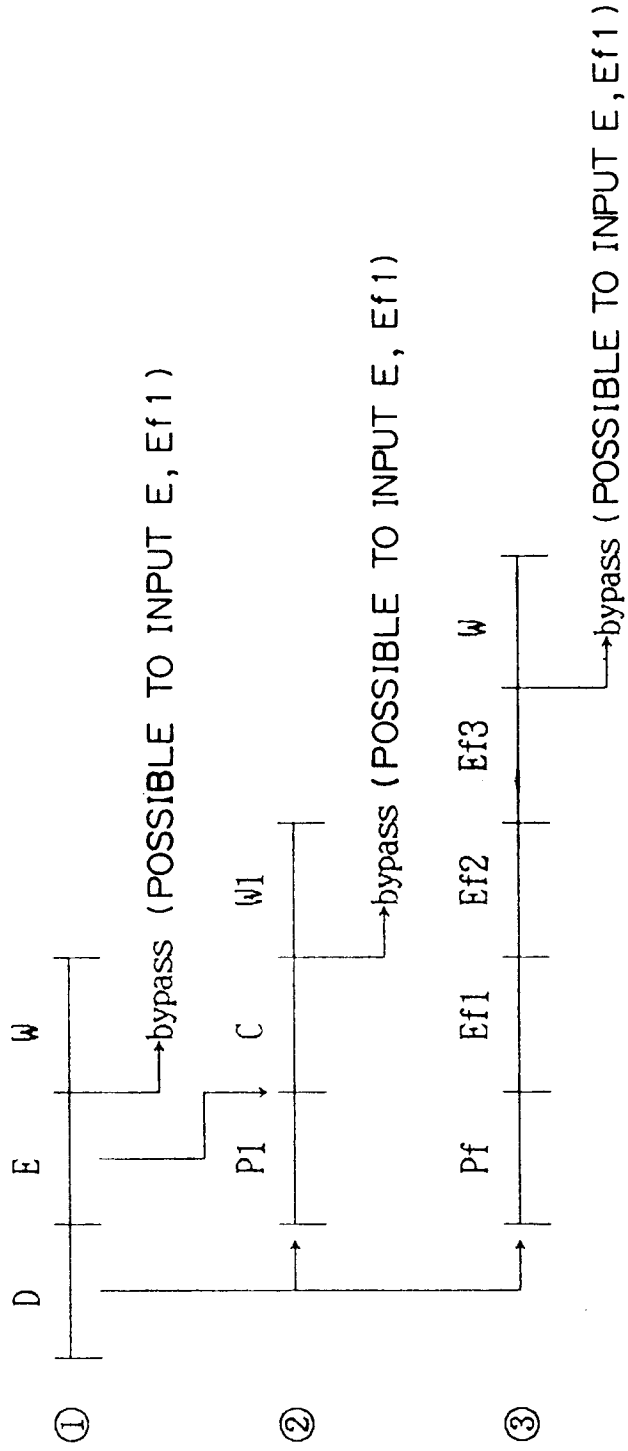 ① D E W
bypass (POSSIBLE TO INPUT E, Ef1)
② P1 C W1
bypass (POSSIBLE TO INPUT E, Ef1)
③ Pf Ef1 Ef2 Ef3 W
bypass (POSSIBLE TO INPUT E, Ef1)